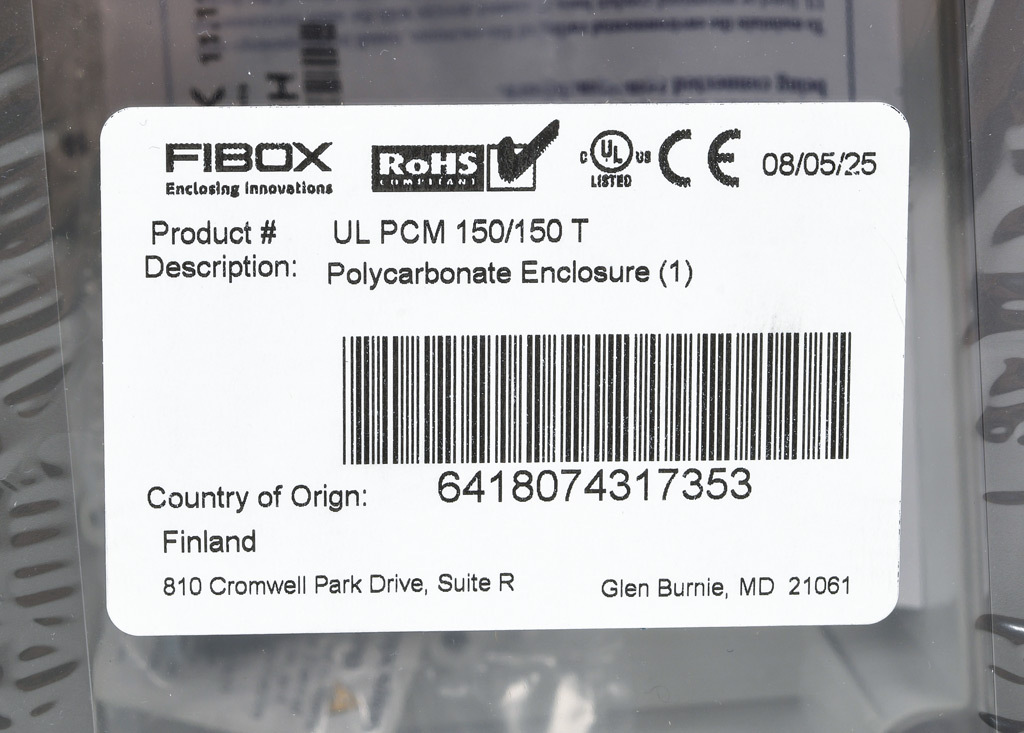 FIBOX
Enclosing Innovations
RoHS
COMPLIANT
C UL US
LISTED
CE
08/05/25
Product # UL PCM 150/150 T
Description: Polycarbonate Enclosure (1)
6418074317353
Country of Orign:
Finland
810 Cromwell Park Drive, Suite R
Glen Burnie, MD 21061